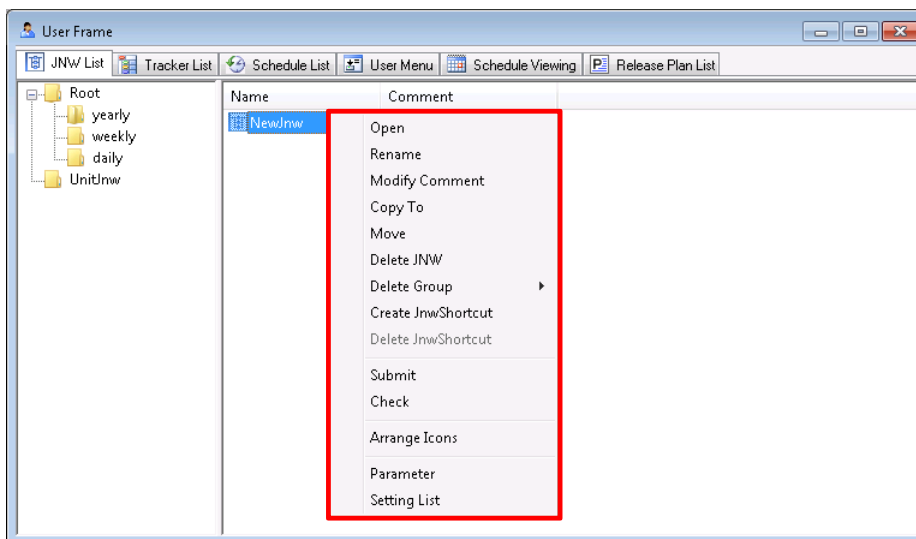 User Frame
JNW List Tracker List Schedule List User Menu Schedule Viewing Release Plan List
Root
yearly
weekly
daily
UnitJnw
Name Comment
NewJnw
Open
Rename
Modify Comment
Copy To
Move
Delete JNW
Delete Group
Create JnwShortcut
Delete JnwShortcut
Submit
Check
Arrange Icons
Parameter
Setting List